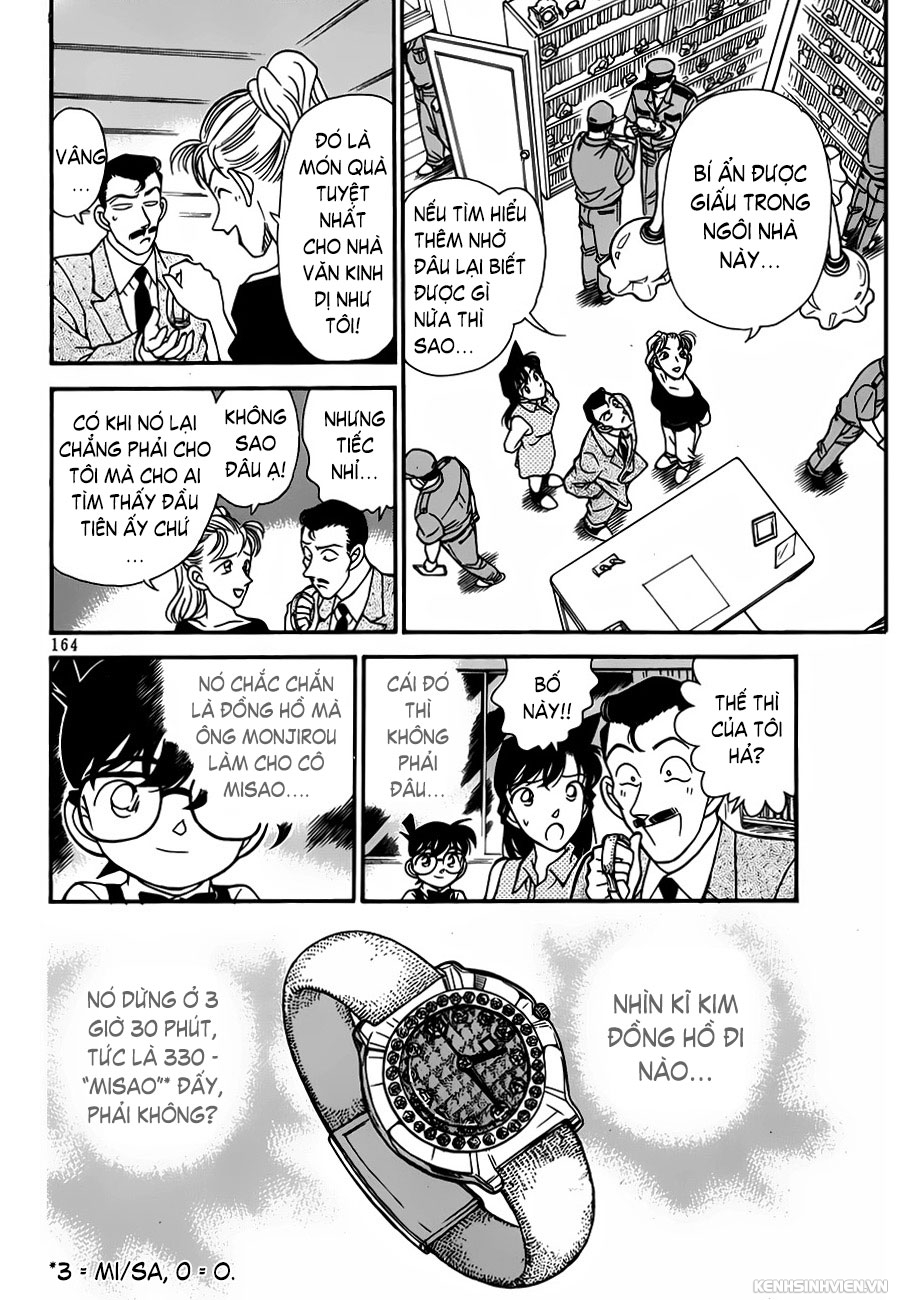 BÍ ẨN ĐƯỢC
GIẤU TRONG
NGÔI NHÀ
NÀY...
NẾU TÌM HIỂU
THÊM NHỠ
ĐÂU LẠI BIẾT
ĐƯỢC GÌ
NỮA THÌ
SAO...
ĐÓ LÀ
MÓN QUÀ
TUYỆT
NHẤT
CHO NHÀ
VĂN KINH
DỊ NHƯ
TÔI!
VÂNG
...
NHƯNG
TIẾC
NHỈ...
KHÔNG
SAO
ĐÂU Ạ!
CÓ KHI NÓ LẠI
CHẲNG PHẢI CHO
TÔI MÀ CHO AI
TÌM THẤY ĐẦU
TIÊN ẤY CHỨ
...
164
THẾ THÌ
CỦA TÔI
HÁ?
BỐ
NÀY!!
CÁI ĐÓ
THÌ
KHÔNG
PHẢI
ĐÂU...
NÓ CHẮC CHẮN
LÀ ĐỒNG HỒ MÀ
ÔNG MONJIROU
LÀM CHO CÔ
MISAO....
NHÌN KĨ KIM
ĐỒNG HỒ ĐI
NÀO...
NÓ DỪNG Ở 3
GIỜ 30 PHÚT,
TỨC LÀ 330 -
"MISAO"* ĐẤY,
PHẢI KHÔNG?
*3 = MI/SA, 0 = O.
KENHSINHVIEN.VN